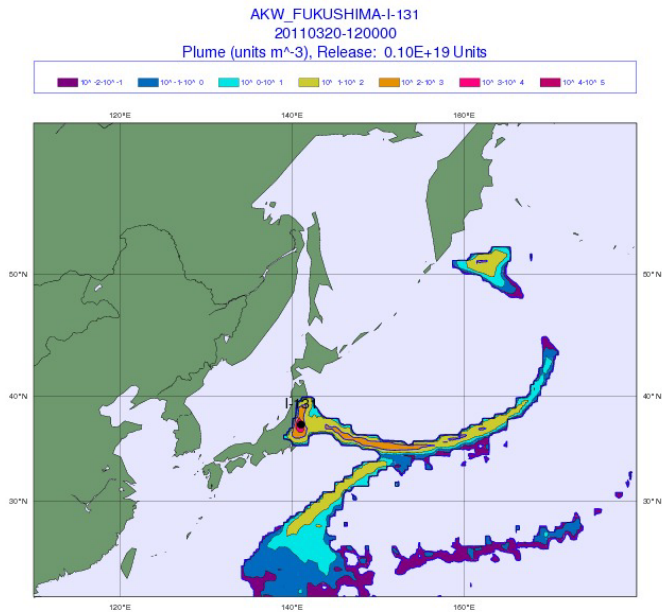 AKW_FUKUSHIMA-I-131
20110320-120000
Plume (units m^-3), Release: 0.10E+19 Units
10^ -2-10^ -1 10^ -1-10^ 0 10^ 0-10^ 1 10^ 1-10^ 2 10^ 2-10^ 3 10^ 3-10^ 4 10^ 4-10^ 5
120°E 140°E 160°E
50°N 50°N
40°N 40°N
I-131
30°N 30°N
120°E 140°E 160°E